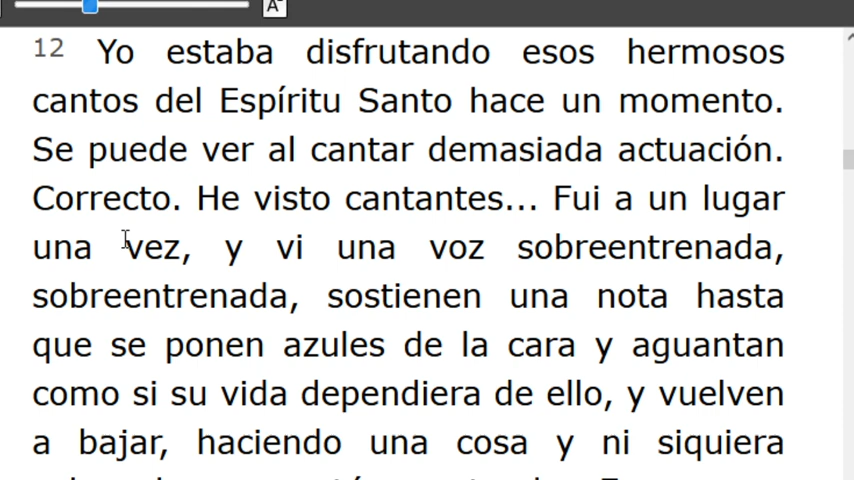 A
12 Yo estaba disfrutando esos hermosos
cantos del Espíritu Santo hace un momento.
Se puede ver al cantar demasiada actuación.
Correcto. He visto cantantes... Fui a un lugar
una vez, y vi una voz sobreentrenada,
sobreentrenada, sostienen una nota hasta
que se ponen azules de la cara y aguantan
como si su vida dependiera de ello, y vuelven
a bajar, haciendo una cosa y ni siquiera